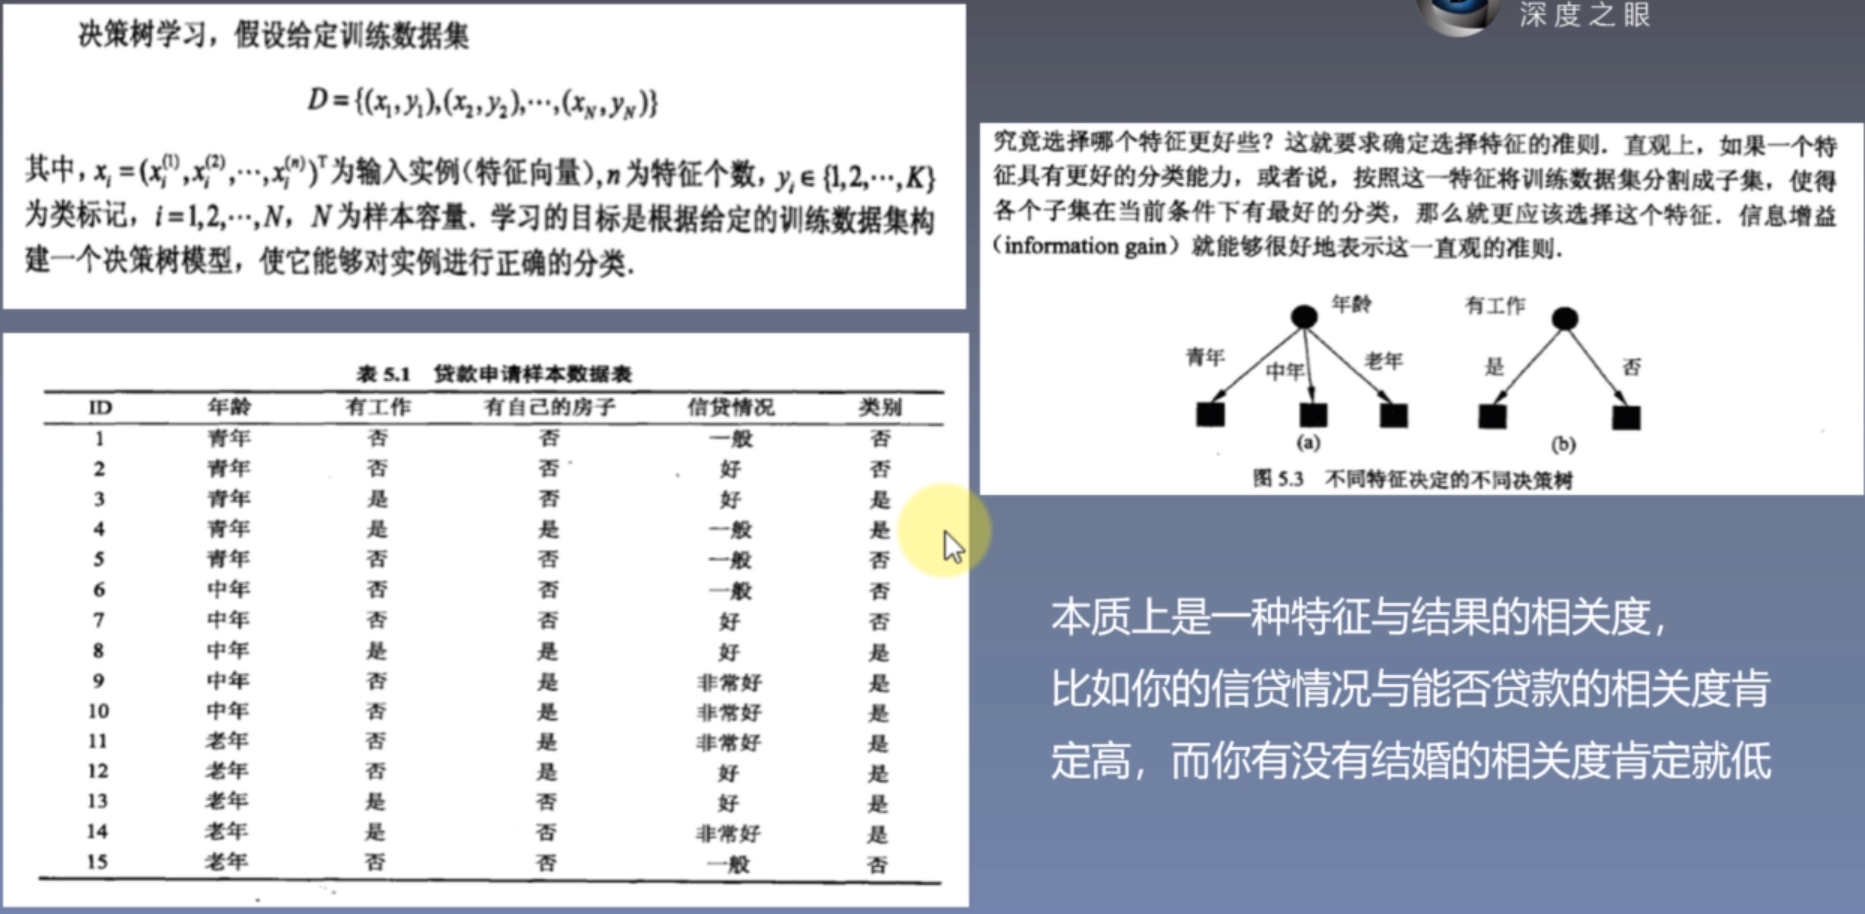 深度之眼
决策树学习，假设给定训练数据集
D={(x₁,y₁),(x₂,y₂),⋯,(x_N,y_N)}
其中，x_i=(x_i^(1),x_i^(2),⋯,x_i^(n))^T为输入实例（特征向量），n为特征个数，y_i∈{1,2,⋯,K}
为类标记，i=1,2,⋯,N，N为样本容量．学习的目标是根据给定的训练数据集构
建一个决策树模型，使它能够对实例进行正确的分类．
表 5.1 贷款申请样本数据表
ID 年龄 有工作 有自己的房子 信贷情况 类别
1 青年 否 否 一般 否
2 青年 否 否 好 否
3 青年 是 否 好 是
4 青年 是 是 一般 是
5 青年 否 否 一般 否
6 中年 否 否 一般 否
7 中年 否 否 好 否
8 中年 是 是 好 是
9 中年 否 是 非常好 是
10 中年 否 是 非常好 是
11 老年 否 是 非常好 是
12 老年 否 是 好 是
13 老年 是 否 好 是
14 老年 是 否 非常好 是
15 老年 否 否 一般 否
究竟选择哪个特征更好些？这就要求确定选择特征的准则．直观上，如果一个特
征具有更好的分类能力，或者说，按照这一特征将训练数据集分割成子集，使得
各个子集在当前条件下有最好的分类，那么就更应该选择这个特征．信息增益
（information gain）就能够很好地表示这一直观的准则．
年龄
青年 中年 老年
(a)
有工作
是 否
(b)
图 5.3 不同特征决定的不同决策树
本质上是一种特征与结果的相关度，
比如你的信贷情况与能否贷款的相关度肯
定高，而你有没有结婚的相关度肯定就低